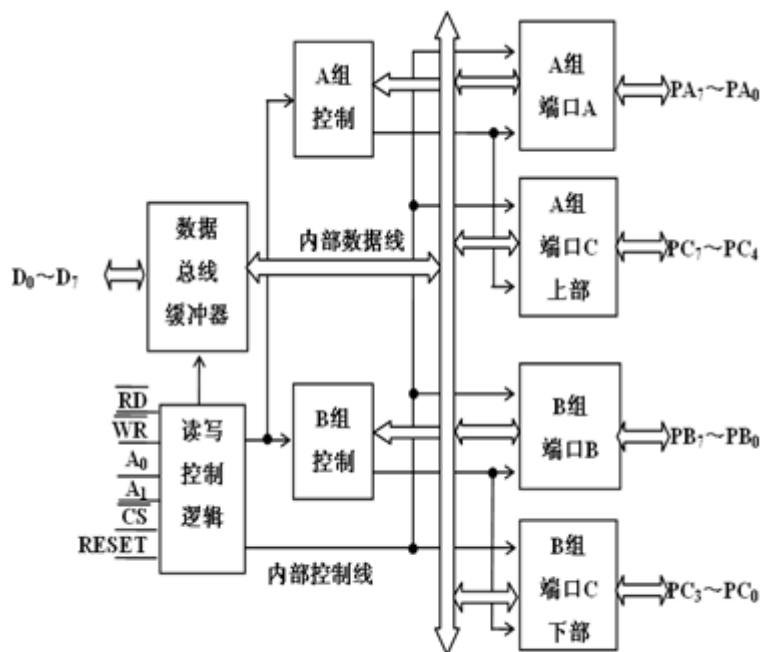 A组
控制
A组
端口A
PA₇～PA₀
数据
总线
缓冲器
D₀～D₇
内部数据线
A组
端口C
上部
PC₇～PC₄
R̅D̅
W̅R̅
A₀
A₁
C̅S̅
RESET
读写
控制
逻辑
B组
控制
B组
端口B
PB₇～PB₀
内部控制线
B组
端口C
下部
PC₃～PC₀